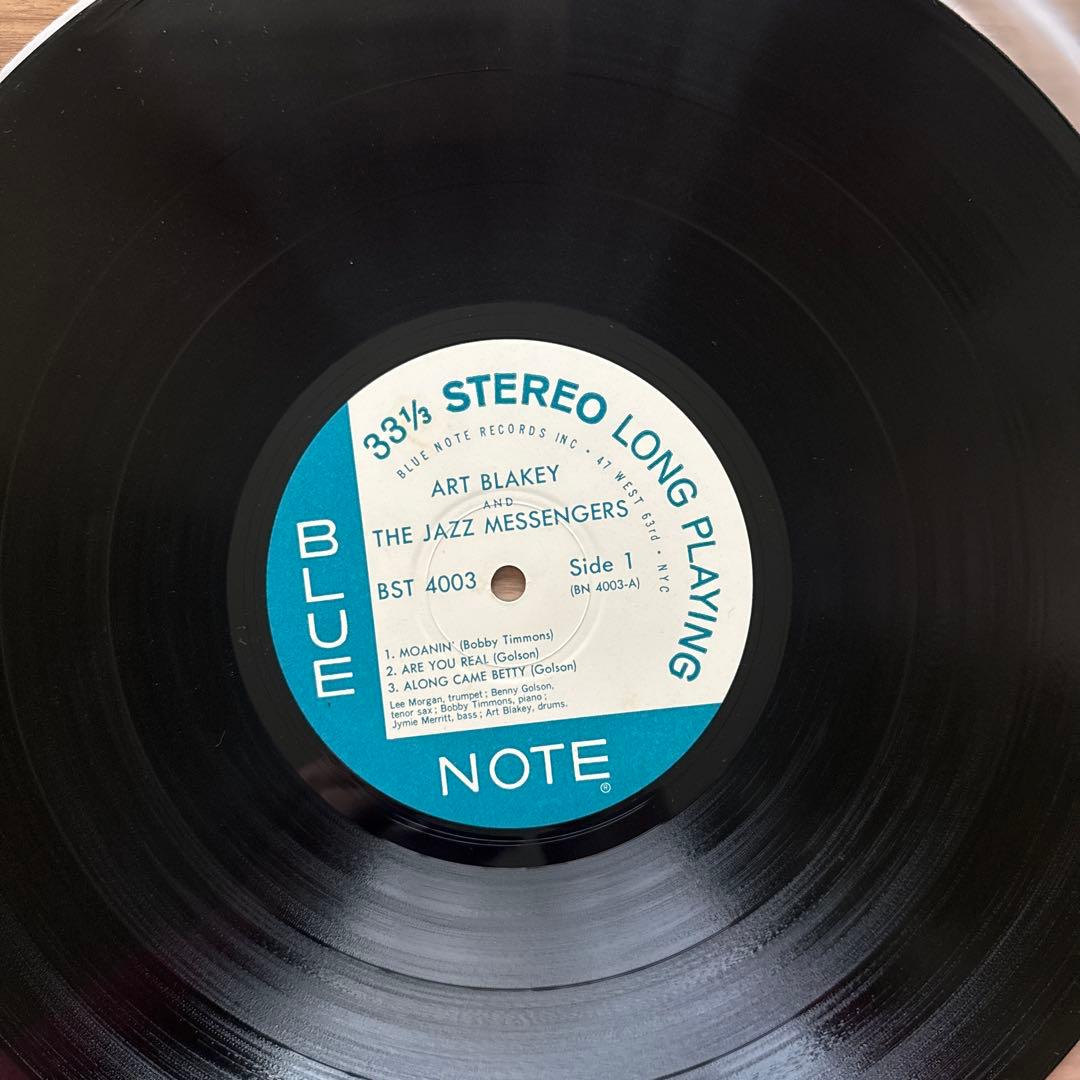 33⅓ STEREO LONG PLAYING
BLUE NOTE RECORDS INC • 47 WEST 63rd • NYC
ART BLAKEY
AND
THE JAZZ MESSENGERS
BST 4003
Side 1
(BN 4003-A)
1. MOANIN' (Bobby Timmons)
2. ARE YOU REAL (Golson)
3. ALONG CAME BETTY (Golson)
Lee Morgan, trumpet; Benny Golson,
tenor sax; Bobby Timmons, piano;
Jymie Merritt, bass; Art Blakey, drums.
BLUE
NOTE
®